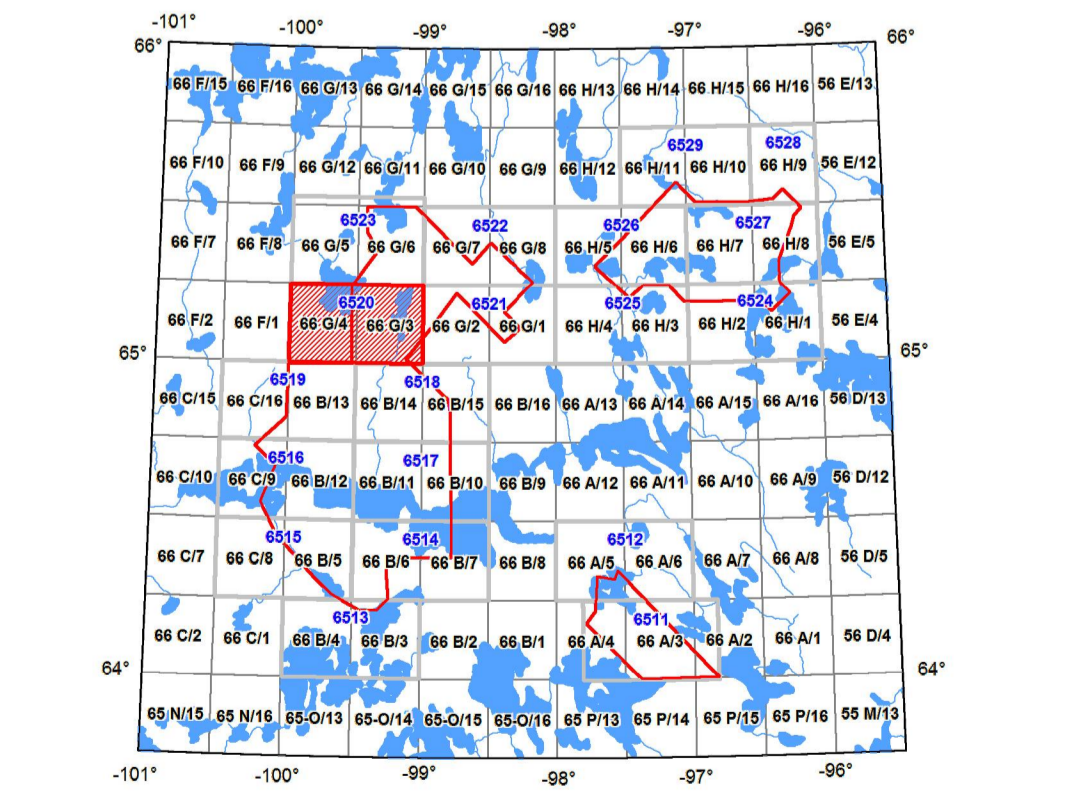 -101° -100° -99° -98° -97° -96°
66° 66°
66 F/15 66 F/16 66 G/13 66 G/14 66 G/15 66 G/16 66 H/13 66 H/14 66 H/15 66 H/16 56 E/13
6529 6528
66 F/10 66 F/9 66 G/12 66 G/11 66 G/10 66 G/9 66 H/12 66 H/11 66 H/10 66 H/9 56 E/12
6523 6522 6526 6527
66 F/7 66 F/8 66 G/5 66 G/6 66 G/7 66 G/8 66 H/5 66 H/6 66 H/7 66 H/8 56 E/5
6520 6521 6525 6524
66 F/2 66 F/1 66 G/4 66 G/3 66 G/2 66 G/1 66 H/4 66 H/3 66 H/2 66 H/1 56 E/4
65° 65°
6519 6518
66 C/15 66 C/16 66 B/13 66 B/14 66 B/15 66 B/16 66 A/13 66 A/14 66 A/15 66 A/16 56 D/13
6516 6517
66 C/10 66 C/9 66 B/12 66 B/11 66 B/10 66 B/9 66 A/12 66 A/11 66 A/10 66 A/9 56 D/12
6515 6514 6512
66 C/7 66 C/8 66 B/5 66 B/6 66 B/7 66 B/8 66 A/5 66 A/6 66 A/7 66 A/8 56 D/5
6513 6511
66 C/2 66 C/1 66 B/4 66 B/3 66 B/2 66 B/1 66 A/4 66 A/3 66 A/2 66 A/1 56 D/4
64° 64°
65 N/15 65 N/16 65-O/13 65-O/14 65-O/15 65-O/16 65 P/13 65 P/14 65 P/15 65 P/16 55 M/13
-101° -100° -99° -98° -97° -96°